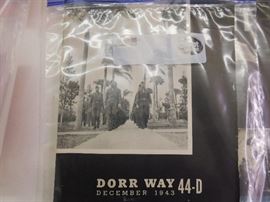 DORR WAY 44-D
DECEMBER 1943